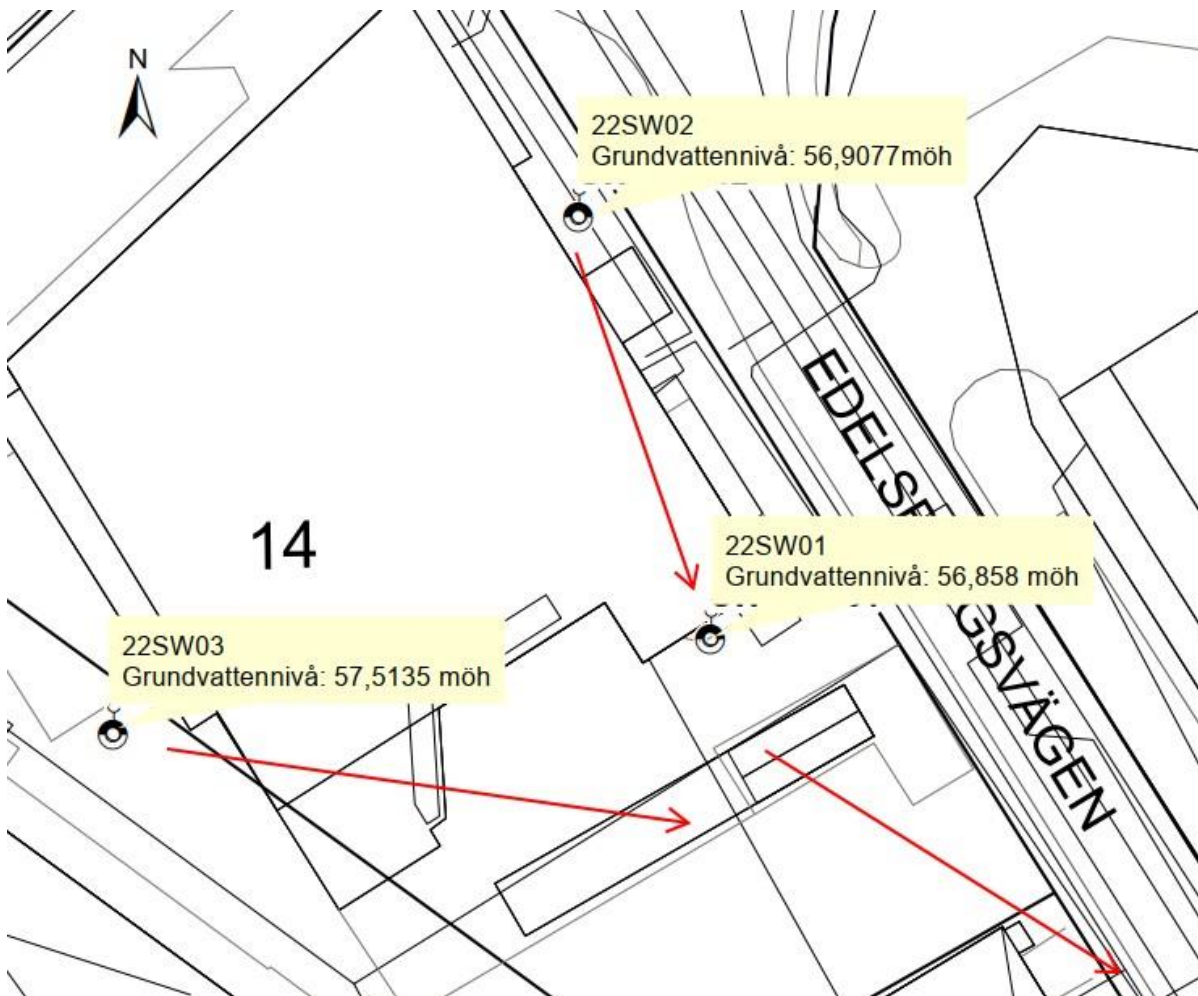 N
22SW02
Grundvattennivå: 56,9077möh
14
22SW01
Grundvattennivå: 56,858 möh
22SW03
Grundvattennivå: 57,5135 möh